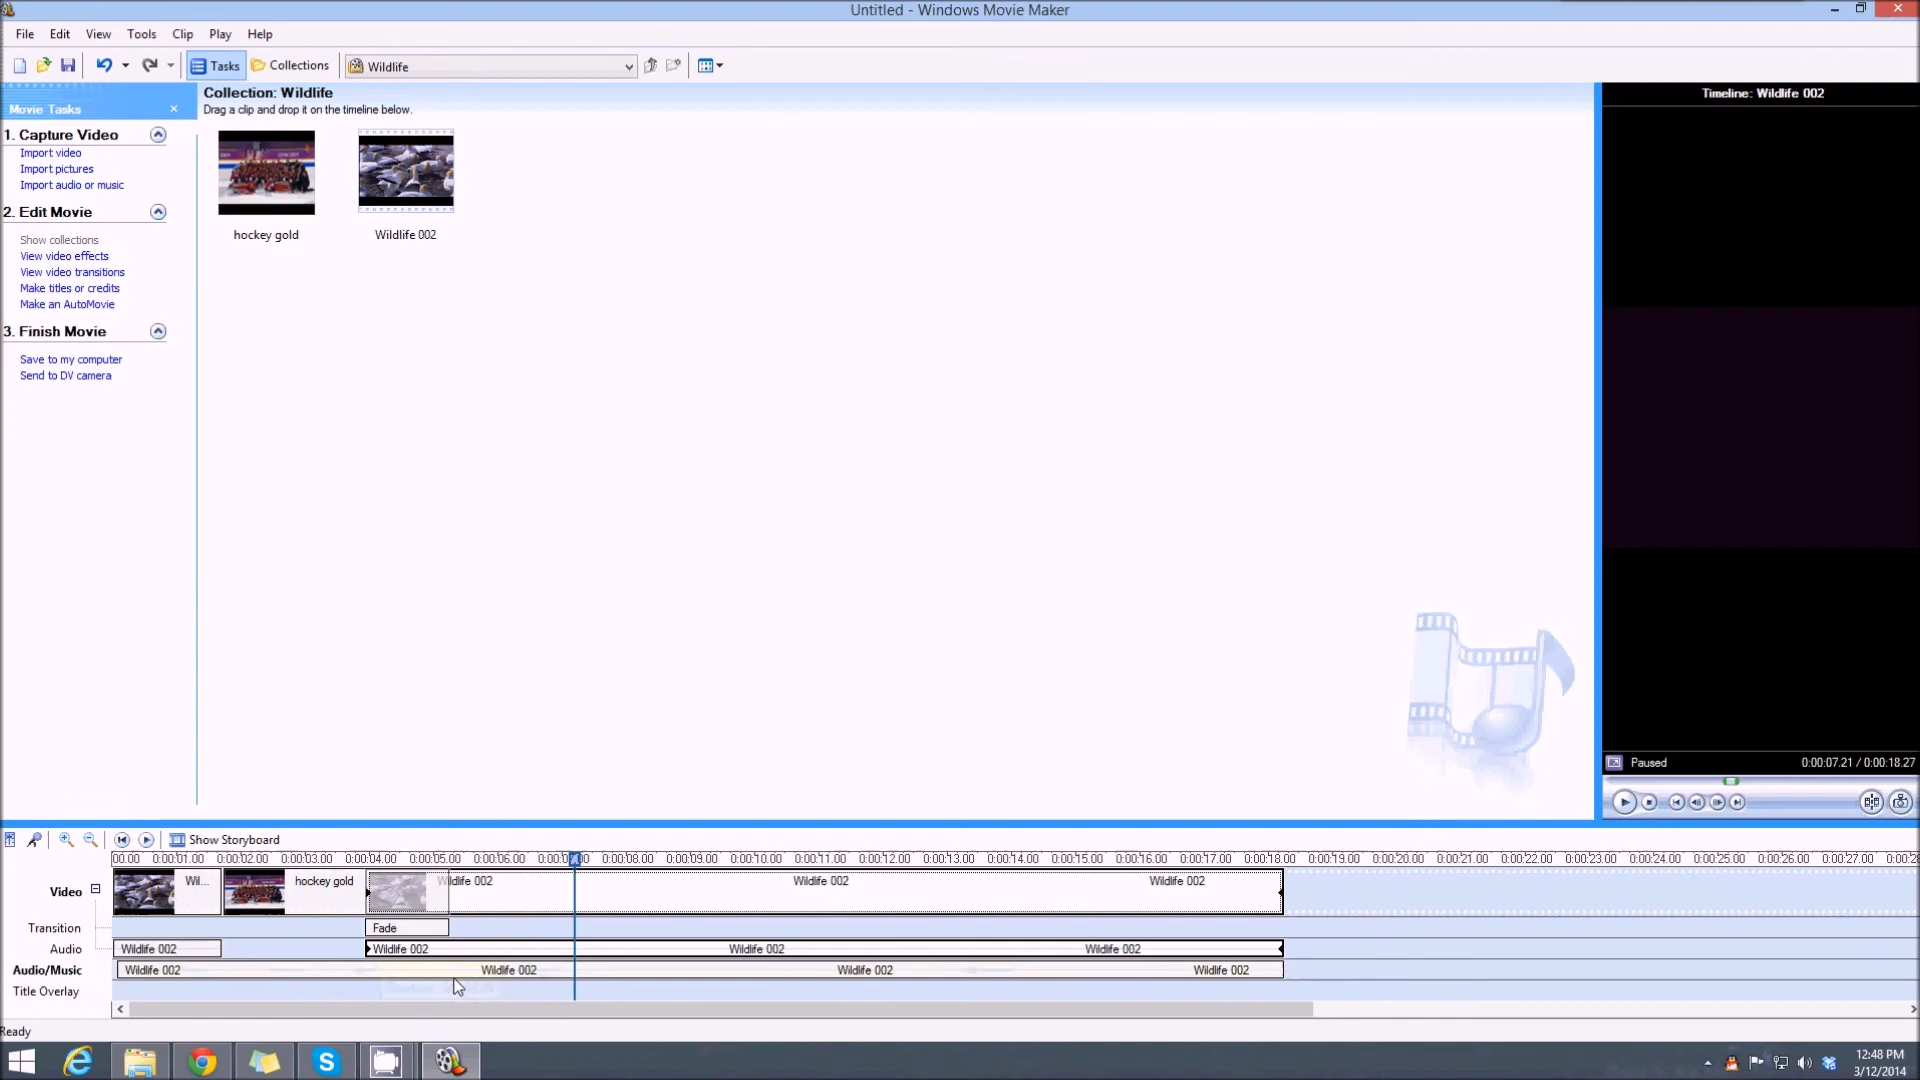 Untitled - Windows Movie Maker
File Edit View Tools Clip Play Help
Tasks Collections Wildlife
Movie Tasks
Collection: Wildlife
Drag a clip and drop it on the timeline below.
Timeline: Wildlife 002
1. Capture Video
Import video
Import pictures
Import audio or music
2. Edit Movie
Show collections
View video effects
View video transitions
Make titles or credits
Make an AutoMovie
3. Finish Movie
Save to my computer
Send to DV camera
hockey gold Wildlife 002
Paused 0:00:07.21 / 0:00:18.27
Show Storyboard
00.00 0:00:01.00 0:00:02.00 0:00:03.00 0:00:04.00 0:00:05.00 0:00:06.00 0:00:08.00 0:00:09.00 0:00:10.00 0:00:11.00 0:00:12.00 0:00:13.00 0:00:14.00 0:00:15.00 0:00:16.00 0:00:17.00 0:00:18.00 0:00:19.00 0:00:20.00 0:00:21.00 0:00:22.00 0:00:23.00 0:00:24.00 0:00:25.00 0:00:26.00 0:00:27.00
Video Wil... hockey gold Wildlife 002 Wildlife 002 Wildlife 002
Transition Fade
Audio Wildlife 002 Wildlife 002 Wildlife 002 Wildlife 002
Audio/Music Wildlife 002 Wildlife 002 Wildlife 002 Wildlife 002
Title Overlay
Ready
12:48 PM
3/12/2014